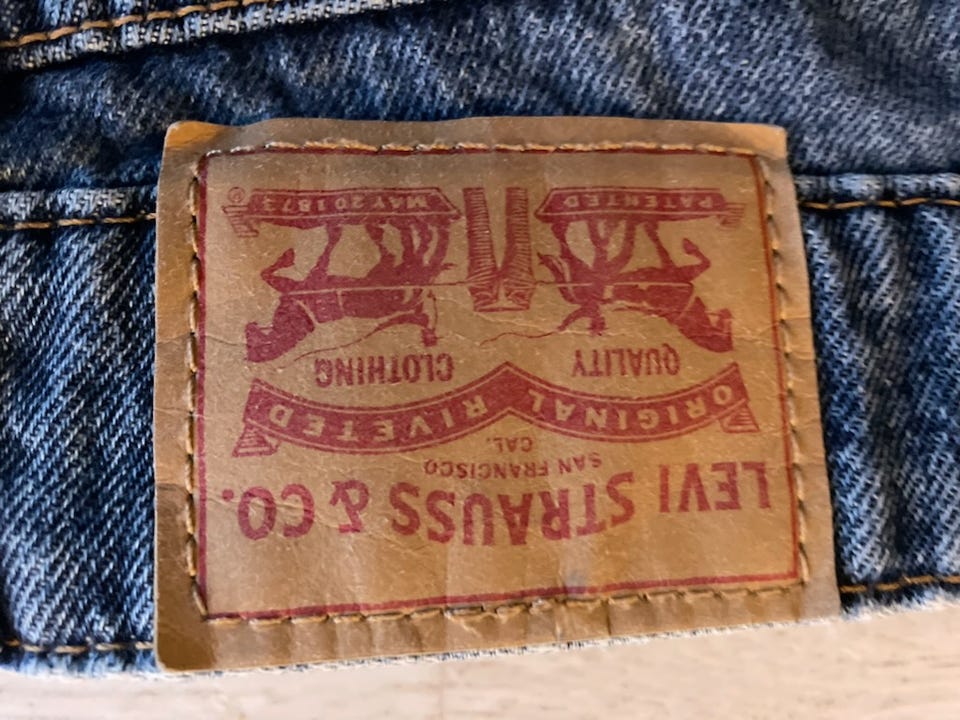 LEVI STRAUSS & CO.
SAN FRANCISCO
CAL.
ORIGINAL RIVETED
QUALITY CLOTHING
PATENTED MAY 20 1873
®